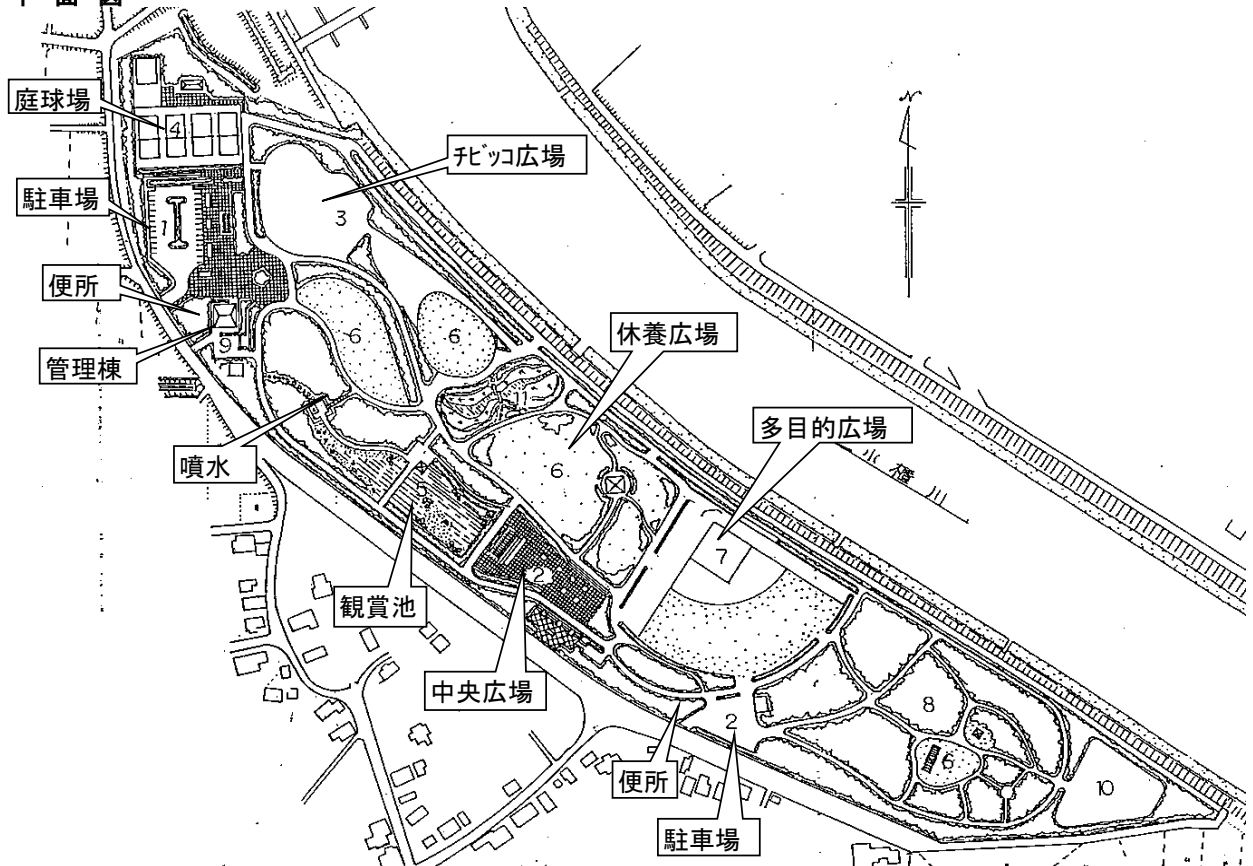 平面図
N
庭球場
4
チビッコ広場
駐車場
1
3
便所
管理棟
9
6
6
休養広場
6
多目的広場
7
噴水
5
観賞池
2
中央広場
8
2
6
10
便所
駐車場